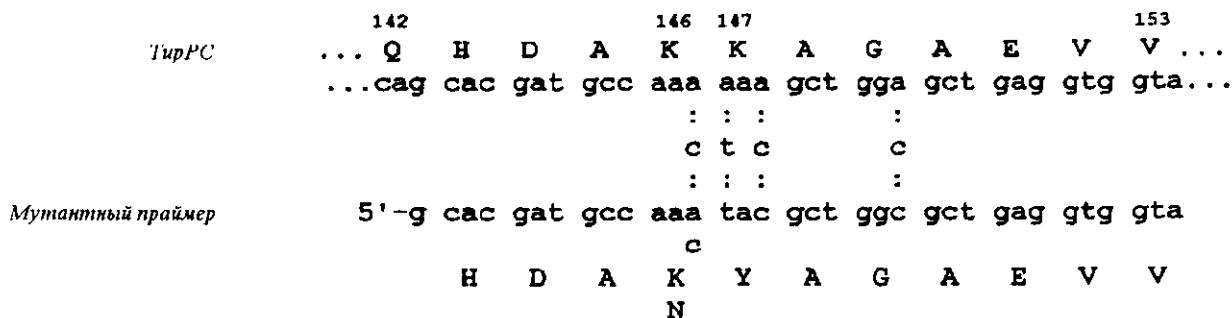 142 146 147 153
ТирРС ... Q H D A K K A G A E V V ...
...cag cac gat gcc aaa aaa gct gga gct gag gtg gta...
: : : :
c t c c
: : : :
Мутантный праймер 5'-g cac gat gcc aaa tac gct ggc gct gag gtg gta
c
H D A K Y A G A E V V
N